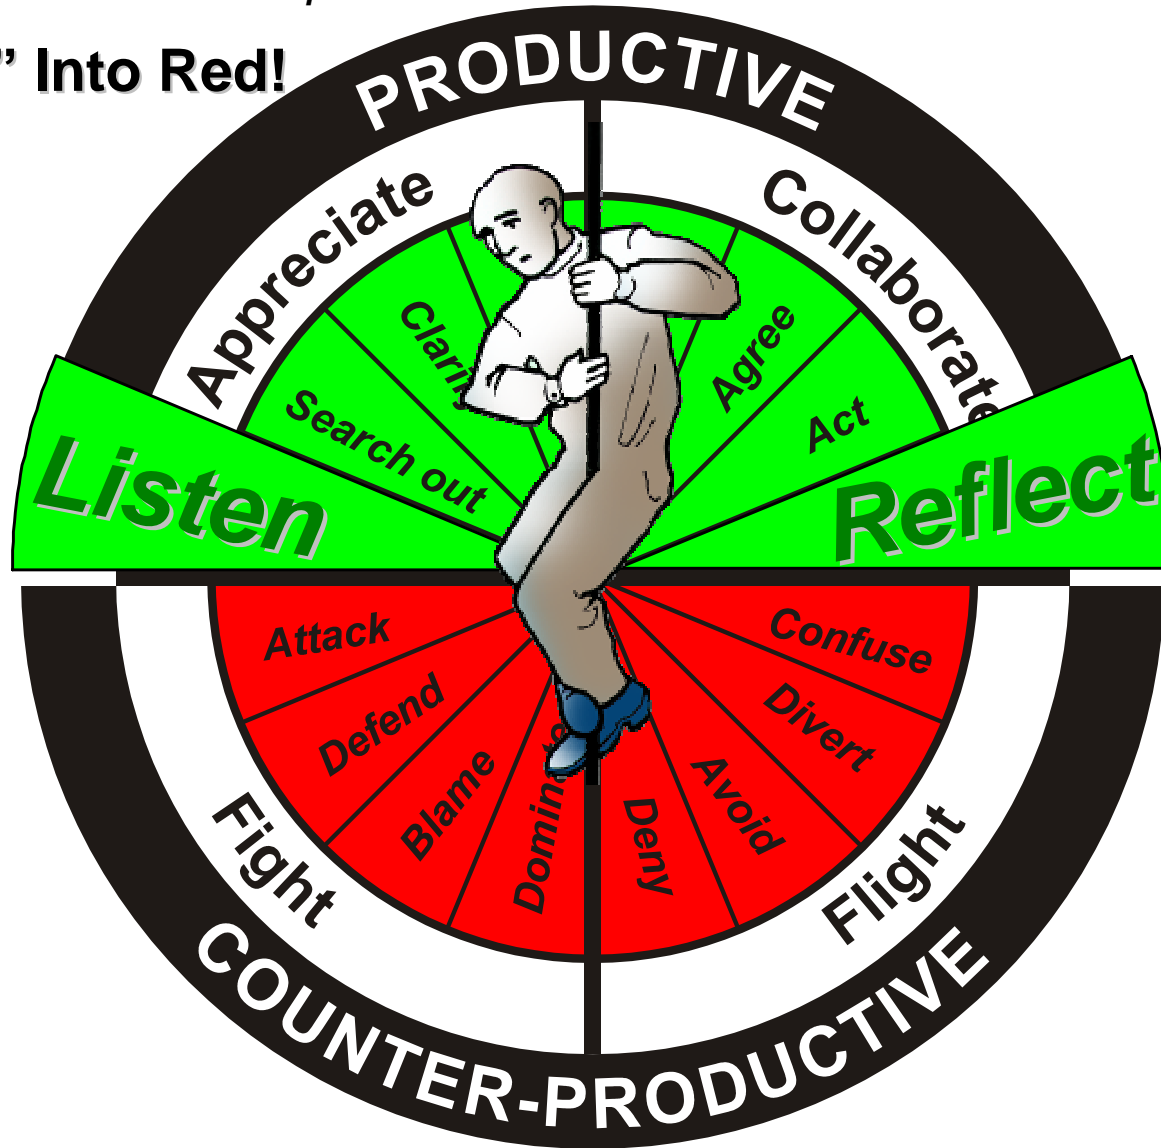 ” Into Red!
PRODUCTIVE
Appreciate
Collaborate
Search out
Agree
Act
Listen
Reflect
Attack
Defend
Blame
Deny
Avoid
Divert
Confuse
Fight
Flight
COUNTER-PRODUCTIVE